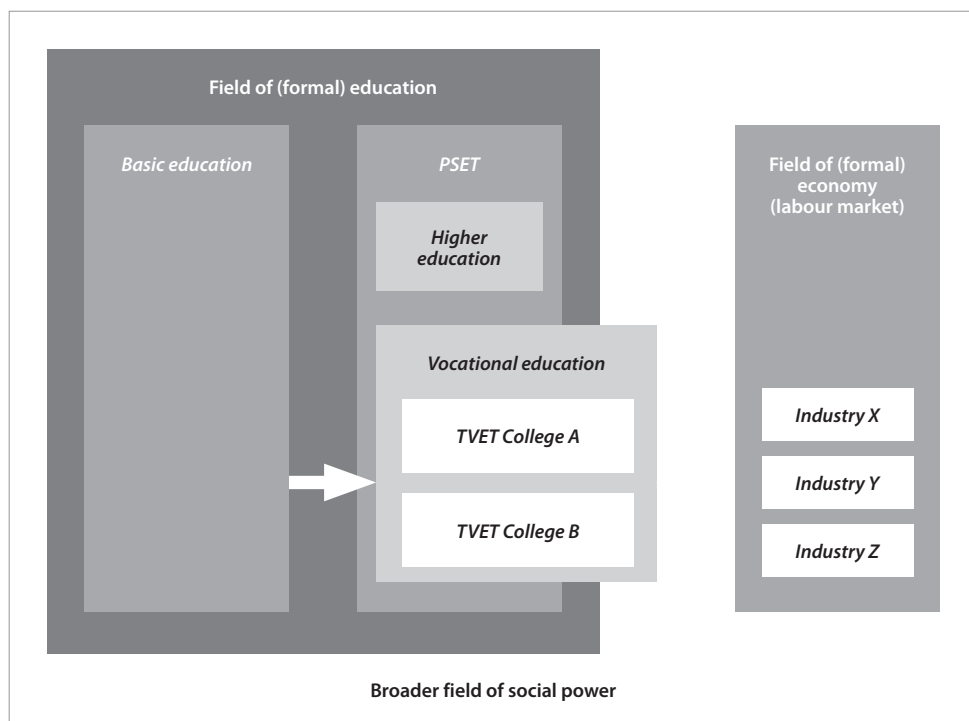 Field of (formal) education
Basic education
PSET
Higher
education
Vocational education
TVET College A
TVET College B
Field of (formal)
economy
(labour market)
Industry X
Industry Y
Industry Z
Broader field of social power